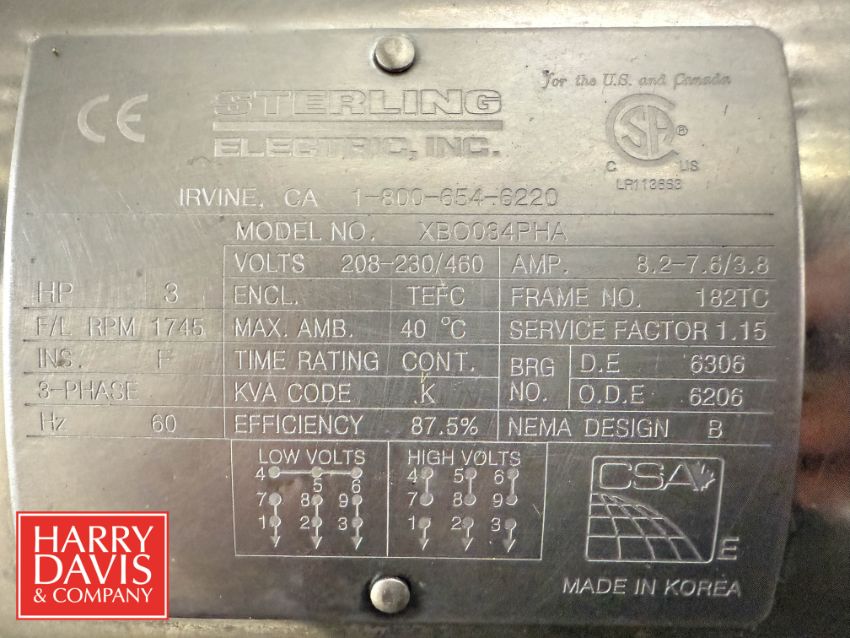 for the U.S. and Canada
CE
STERLING
ELECTRIC, INC.
CSA ®
C US
IRVINE, CA 1-800-654-6220
MODEL NO. XBO034PHA
VOLTS 208-230/460 AMP. 8.2-7.6/3.8
HP 3 ENCL. TEFC FRAME NO. 182TC
F/L RPM 1745 MAX. AMB. 40 °C SERVICE FACTOR 1.15
INS. F TIME RATING CONT. BRG NO. D.E 6306
3-PHASE KVA CODE K O.D.E 6206
Hz 60 EFFICIENCY 87.5% NEMA DESIGN B
LOW VOLTS HIGH VOLTS
4 5 6 4 5 6
7 8 9 7 8 9
1 2 3 1 2 3
CSA
E
MADE IN KOREA
HARRY
DAVIS
& COMPANY